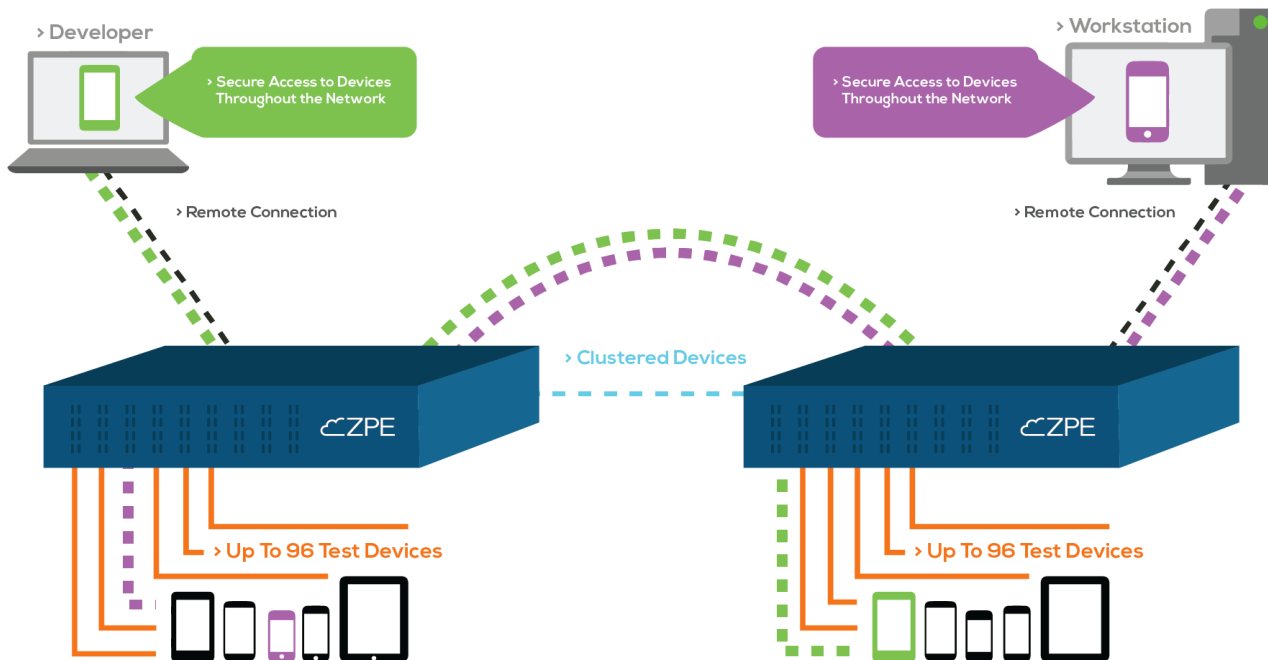 > Developer
> Workstation
> Secure Access to Devices
Throughout the Network
> Secure Access to Devices
Throughout the Network
> Remote Connection
> Remote Connection
> Clustered Devices
ZPE
ZPE
> Up To 96 Test Devices
> Up To 96 Test Devices